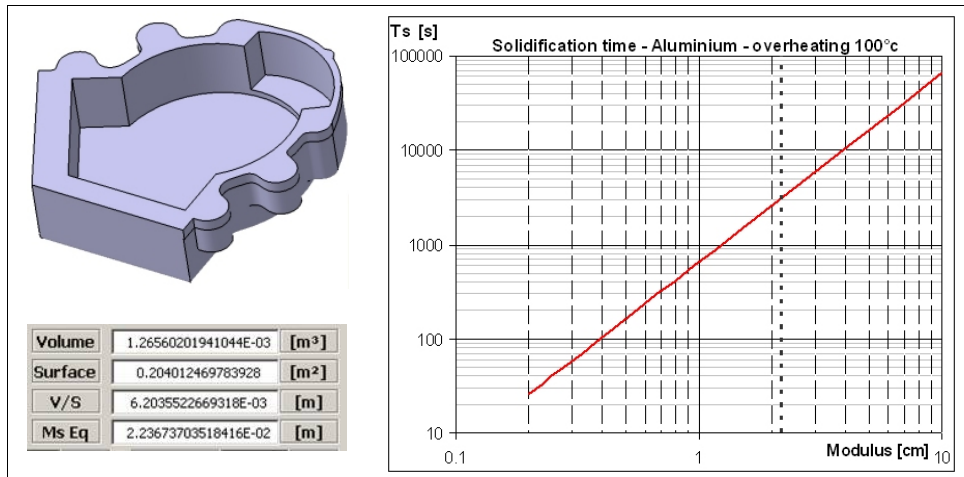 Volume 1.26560201941044E-03 [m³]
Surface 0.204012469783928 [m²]
V/S 6.2035522669318E-03 [m]
Ms Eq 2.23673703518416E-02 [m]
Ts [s]
Solidification time - Aluminium - overheating 100°c
100000
10000
1000
100
10
0.1 1 10
Modulus [cm]